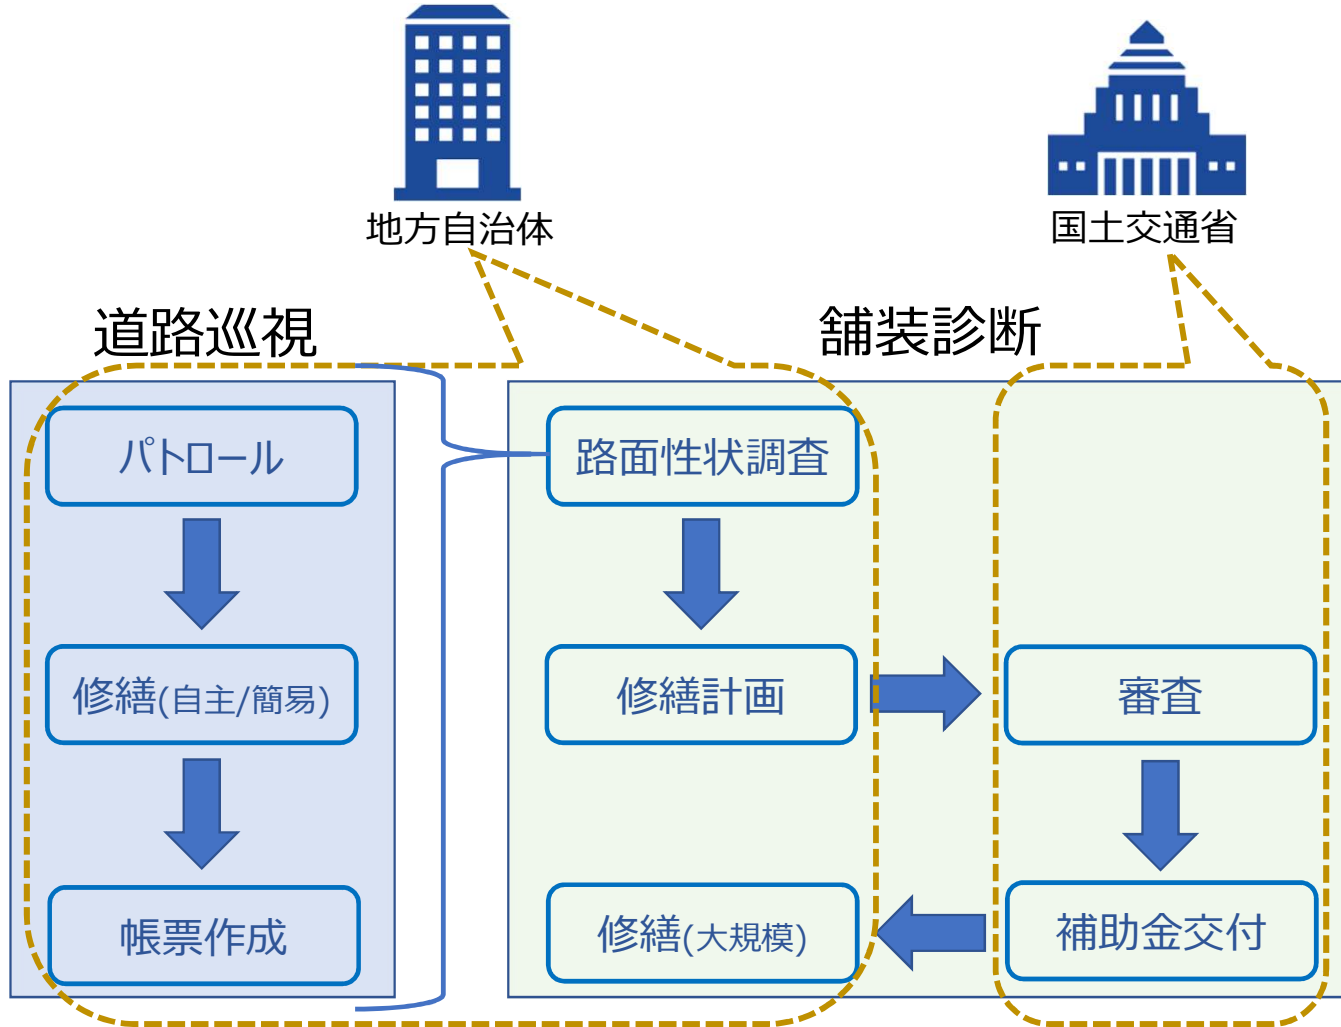 地方自治体
国土交通省
道路巡視
舗装診断
パトロール
修繕(自主/簡易)
帳票作成
路面性状調査
修繕計画
修繕(大規模)
審査
補助金交付